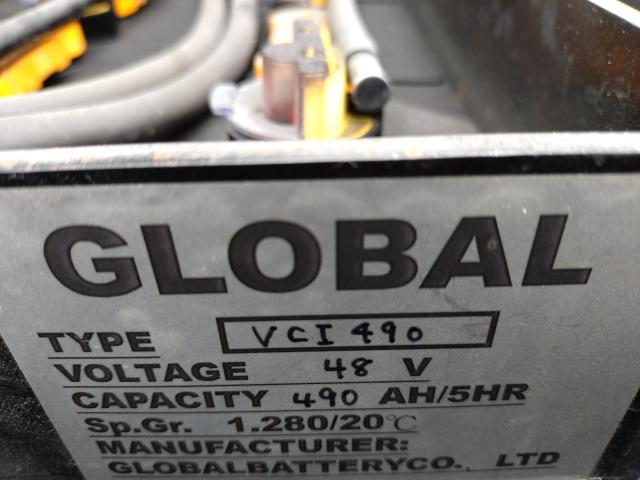 GLOBAL
TYPE VCI 490
VOLTAGE 48 V
CAPACITY 490 AH/5HR
Sp.Gr. 1.280/20℃
MANUFACTURER:
GLOBALBATTERYCO., LTD